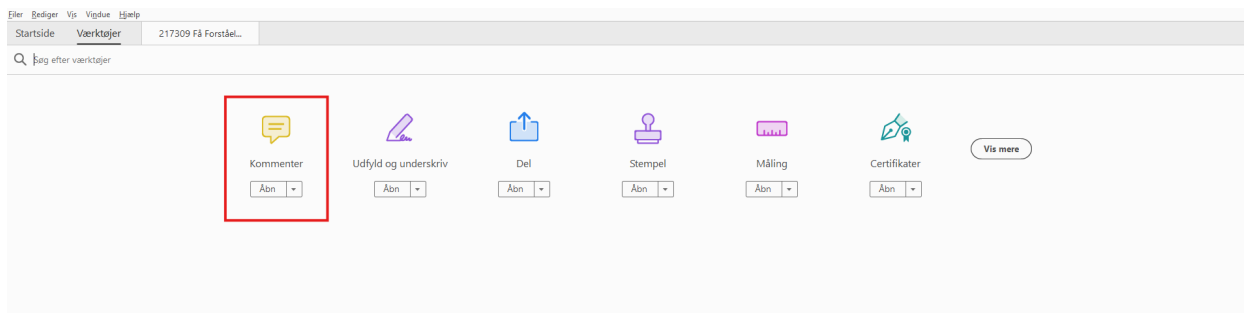 Filer Rediger Vis Vindue Hjælp
Startside Værktøjer 217309 Få Forståel...
Søg efter værktøjer
Kommenter Udfyld og underskriv Del Stempel Måling Certifikater Vis mere
Åbn Åbn Åbn Åbn Åbn Åbn